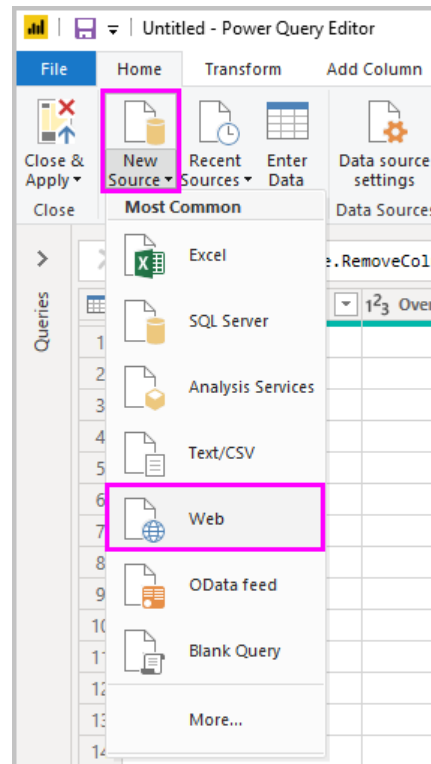 Untitled - Power Query Editor
File Home Transform Add Column
Close & Apply
New Source
Recent Sources
Enter Data
Data source settings
Close
Data Sources
Most Common
Excel
SQL Server
Analysis Services
Text/CSV
Web
OData feed
Blank Query
More...
Queries
e.RemoveCol
1²3 Over
1
2
3
4
5
6
7
8
9
10
11
12
13
14